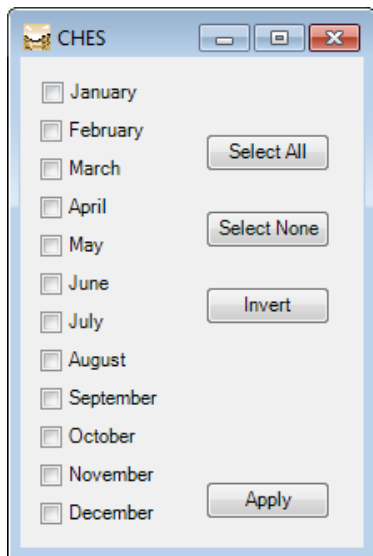 CHES
January
February
March
April
May
June
July
August
September
October
November
December
Select All
Select None
Invert
Apply